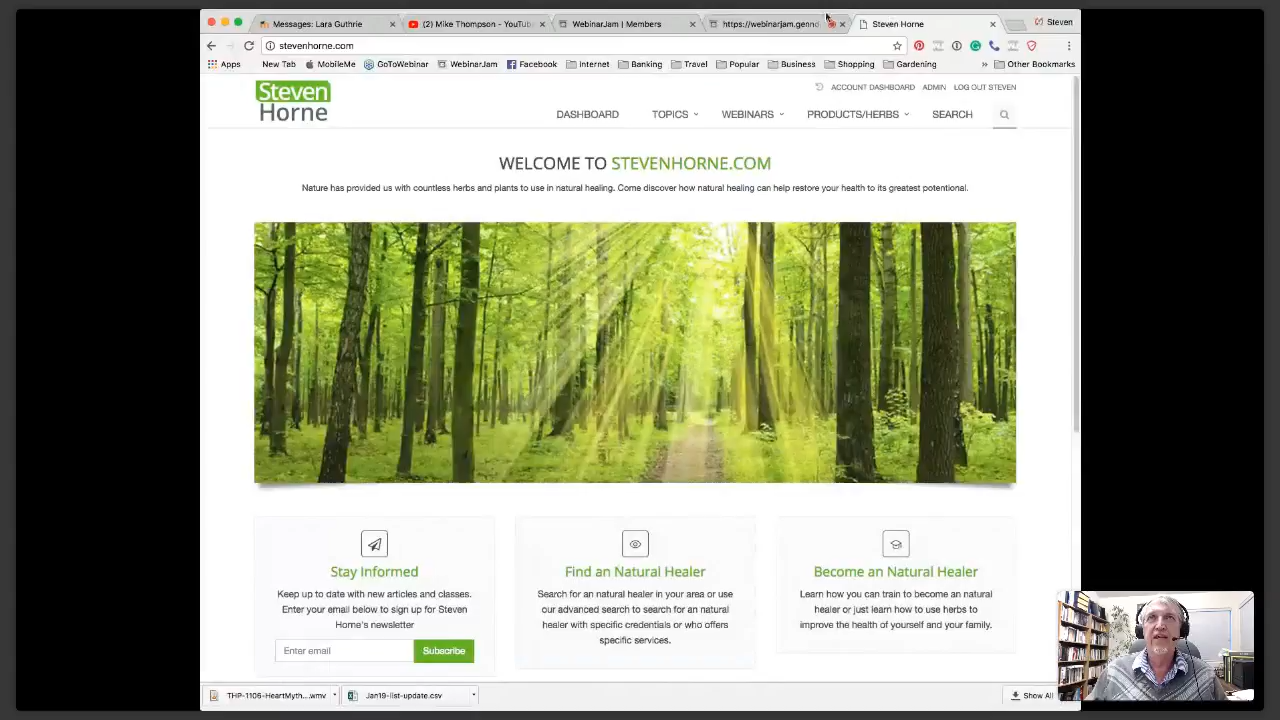 Messages: Lara Guthrie
(2) Mike Thompson - YouTube
WebinarJam | Members
https://webinarjam.gennd
Steven Horne
Steven
stevenhorne.com
Apps
New Tab
MobileMe
GoToWebinar
WebinarJam
Facebook
Internet
Banking
Travel
Popular
Business
Shopping
Gardening
»
Other Bookmarks
Steven
Horne
ACCOUNT DASHBOARD
ADMIN
LOG OUT STEVEN
DASHBOARD
TOPICS
WEBINARS
PRODUCTS/HERBS
SEARCH
WELCOME TO STEVENHORNE.COM
Nature has provided us with countless herbs and plants to use in natural healing. Come discover how natural healing can help restore your health to its greatest potential.
Stay Informed
Keep up to date with new articles and classes.
Enter your email below to sign up for Steven
Horne's newsletter
Enter email
Subscribe
Find an Natural Healer
Search for an natural healer in your area or use
our advanced search to search for an natural
healer with specific credentials or who offers
specific services.
Become an Natural Healer
Learn how you can train to become an natural
healer or just learn how to use herbs to
improve the health of yourself and your family.
THP-1106-HeartMyth....wmv
Jan19-list-update.csv
Show All